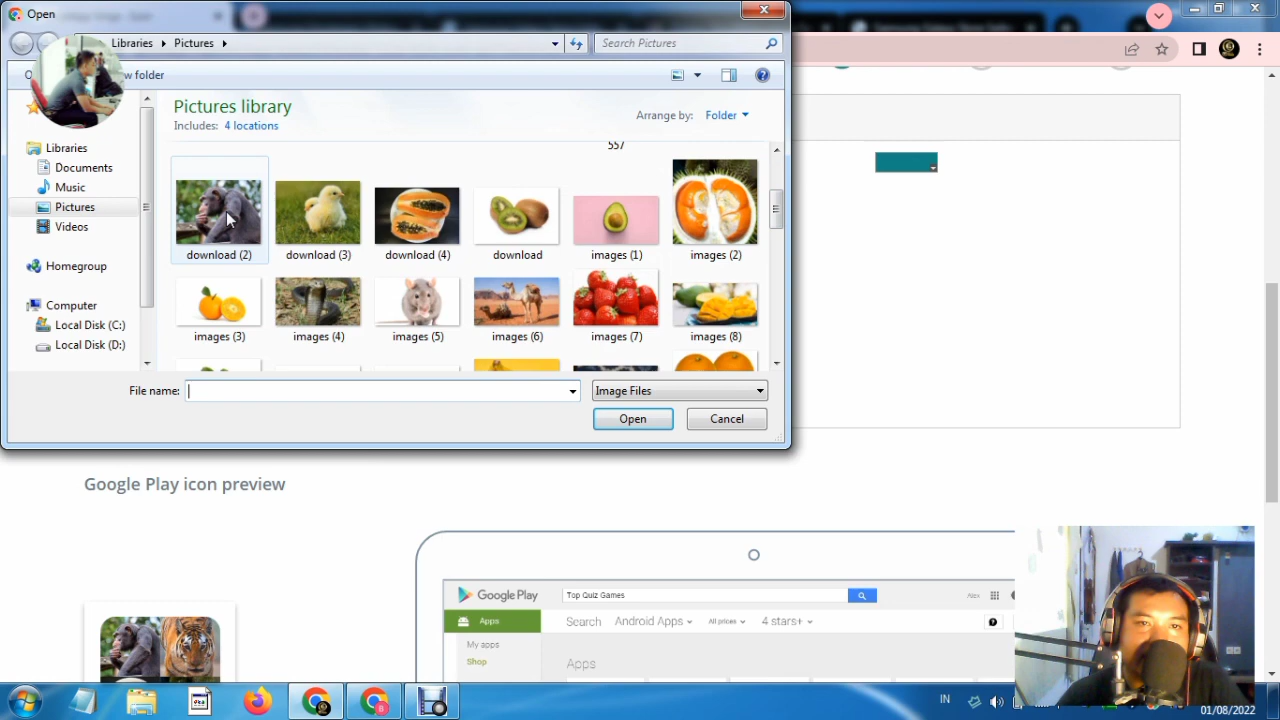 Open
Libraries
Pictures
Search Pictures
w folder
Pictures library
Includes: 4 locations
Arrange by: Folder
Libraries
Documents
Music
Pictures
Videos
Homegroup
Computer
Local Disk (C:)
Local Disk (D:)
557
download (2)
download (3)
download (4)
download
images (1)
images (2)
images (3)
images (4)
images (5)
images (6)
images (7)
images (8)
File name:
Image Files
Open
Cancel
Google Play icon preview
Google Play
Top Quiz Games
Alex
Apps
Search
Android Apps
All prices
4 stars+
My apps
Shop
Apps
IN
01/08/2022